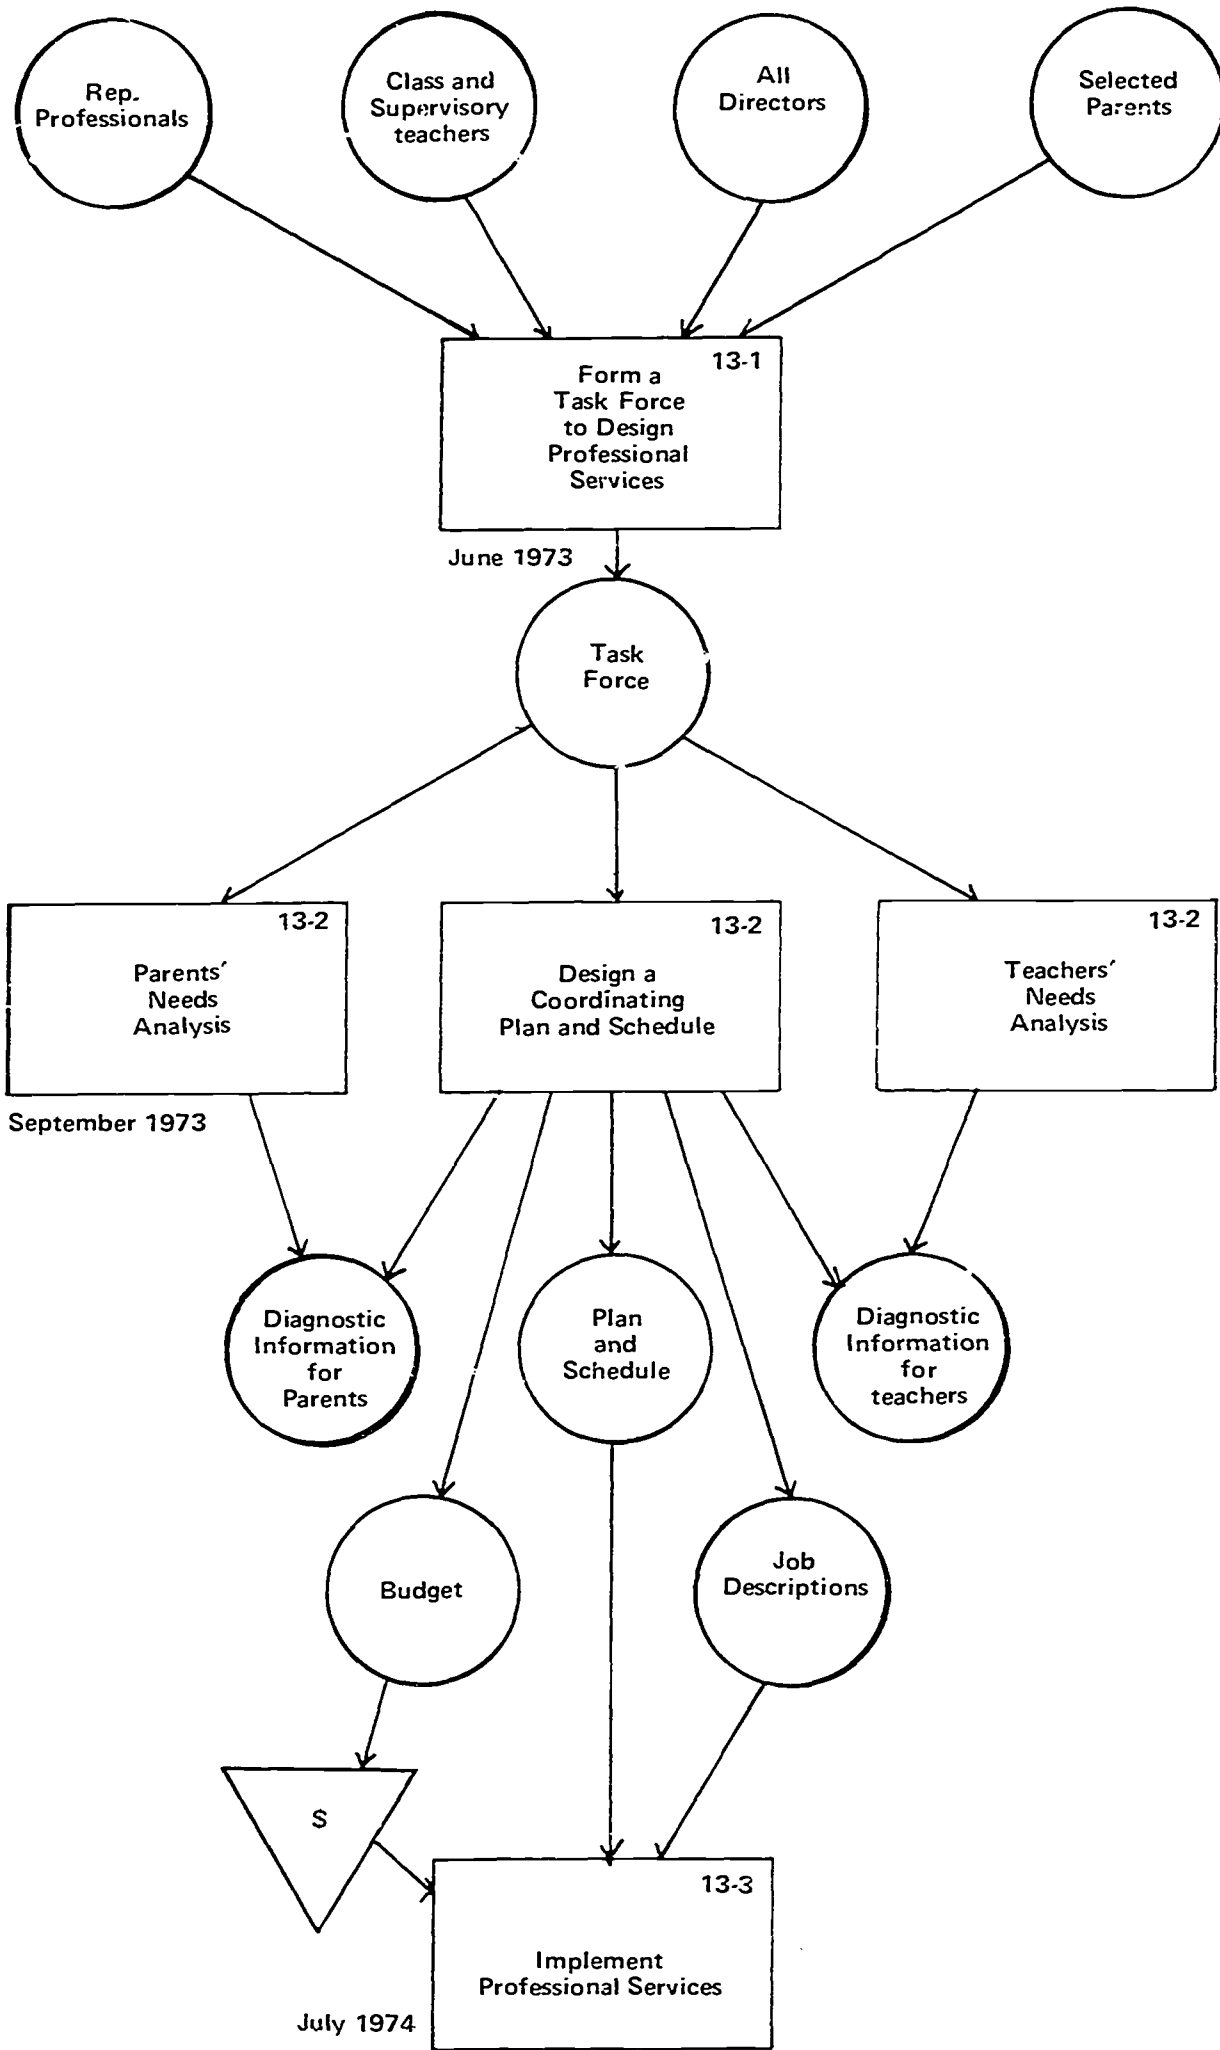 Rep.
Professionals
Class and
Supervisory
teachers
All
Directors
Selected
Parents
13-1
Form a
Task Force
to Design
Professional
Services
June 1973
Task
Force
13-2
Parents'
Needs
Analysis
13-2
Design a
Coordinating
Plan and Schedule
13-2
Teachers'
Needs
Analysis
September 1973
Diagnostic
Information
for
Parents
Plan
and
Schedule
Diagnostic
Information
for
teachers
Budget
Job
Descriptions
S
13-3
Implement
Professional Services
July 1974